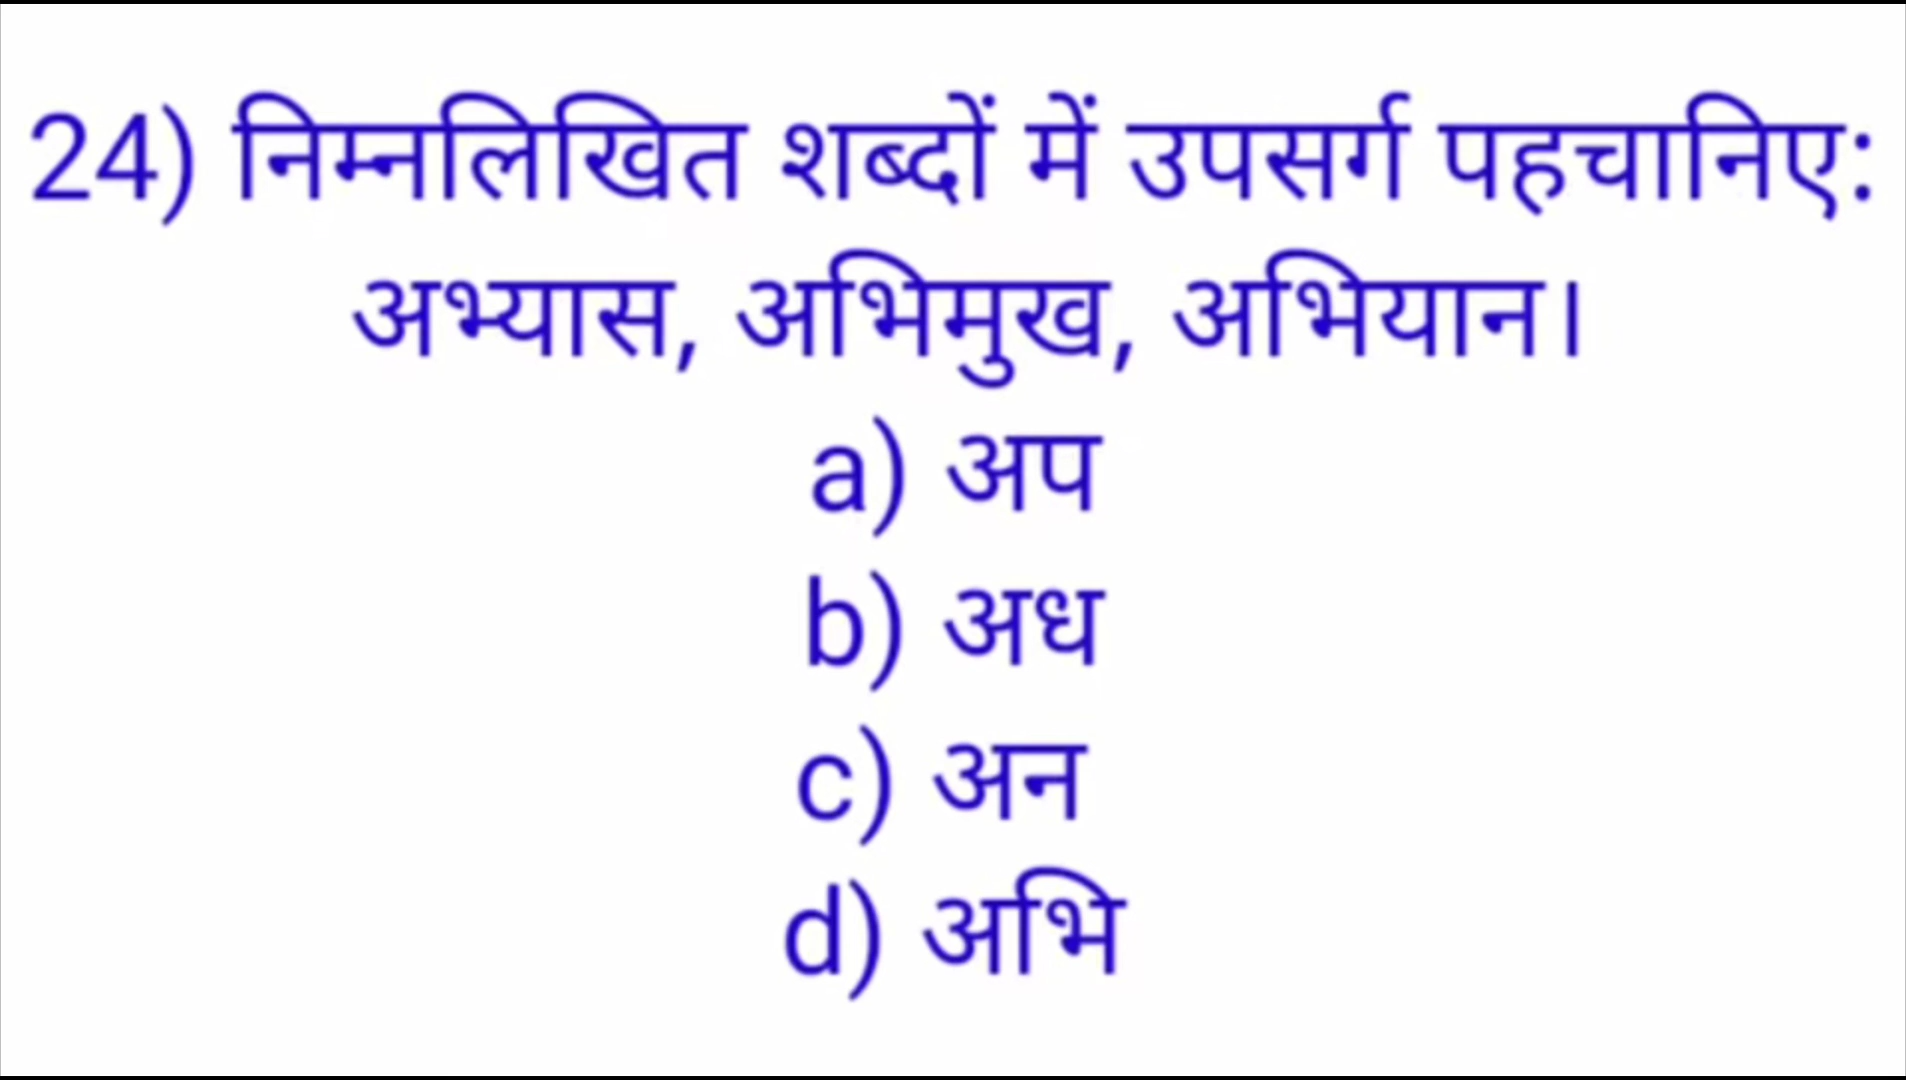 24) निम्नलिखित शब्दों में उपसर्ग पहचानिए:
अभ्यास, अभिमुख, अभियान।
a) अप
b) अध
c) अन
d) अभि